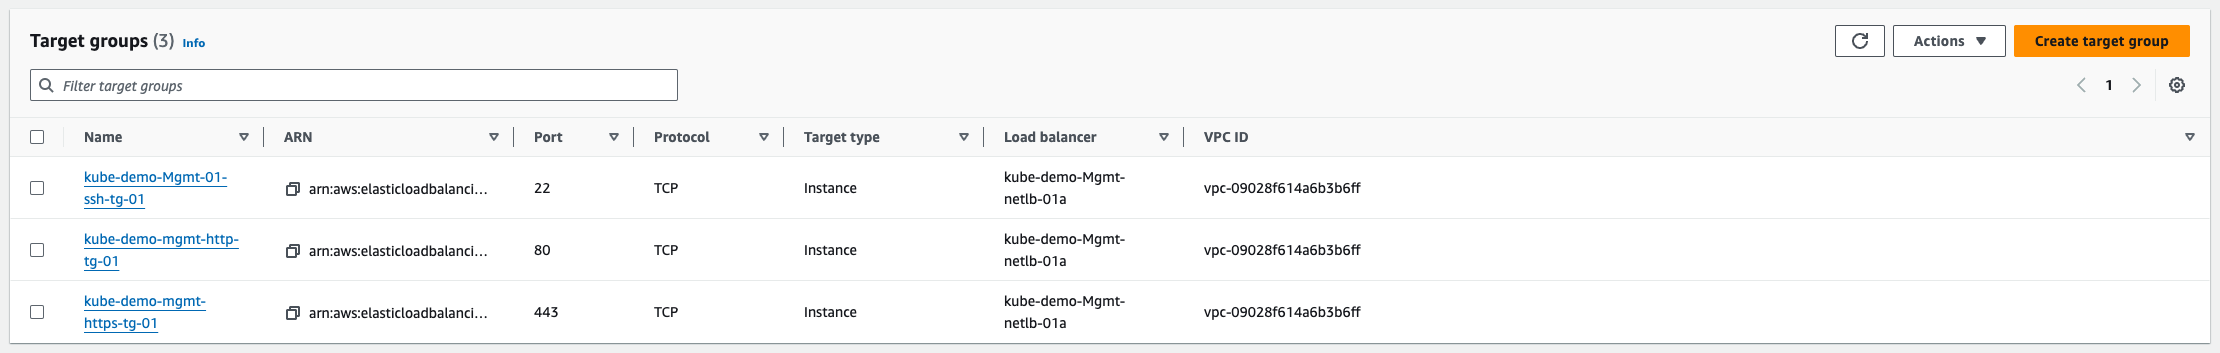 Target groups (3) Info
Actions
Create target group
Filter target groups
1
Name ARN Port Protocol Target type Load balancer VPC ID
kube-demo-Mgmt-01-
ssh-tg-01
arn:aws:elasticloadbalanci...
22
TCP
Instance
kube-demo-Mgmt-
netlb-01a
vpc-09028f614a6b3b6ff
kube-demo-mgmt-http-
tg-01
arn:aws:elasticloadbalanci...
80
TCP
Instance
kube-demo-Mgmt-
netlb-01a
vpc-09028f614a6b3b6ff
kube-demo-mgmt-
https-tg-01
arn:aws:elasticloadbalanci...
443
TCP
Instance
kube-demo-Mgmt-
netlb-01a
vpc-09028f614a6b3b6ff